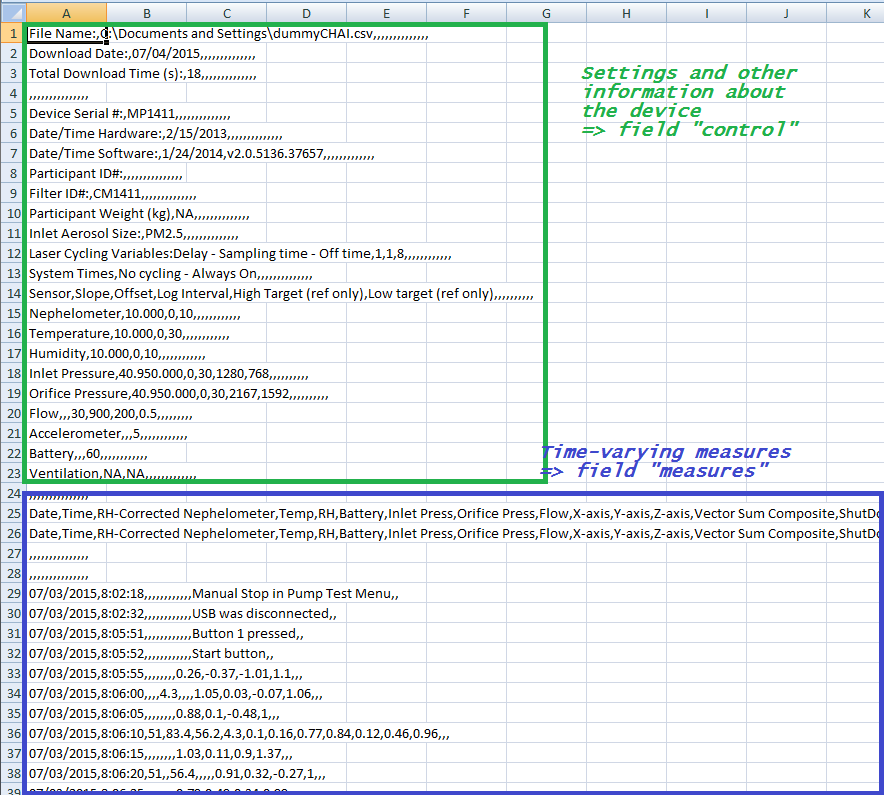 A B C D E F G H I J K
1 File Name:,C:\Documents and Settings\dummyCHAI.csv,,,,,,,,,,,,,
2 Download Date:,07/04/2015,,,,,,,,,,,,,
3 Total Download Time (s):,18,,,,,,,,,,,,,
4 ,,,,,,,,,,,,,,
5 Device Serial #:,MP1411,,,,,,,,,,,,,
6 Date/Time Hardware:,2/15/2013,,,,,,,,,,,,,
7 Date/Time Software:,1/24/2014,v2.0.5136.37657,,,,,,,,,,,,
8 Participant ID#:,,,,,,,,,,,,,,
9 Filter ID#:,CM1411,,,,,,,,,,,,,
10 Participant Weight (kg),NA,,,,,,,,,,,,,
11 Inlet Aerosol Size:,PM2.5,,,,,,,,,,,,,
12 Laser Cycling Variables:Delay - Sampling time - Off time,1,1,8,,,,,,,,,,,
13 System Times,No cycling - Always On,,,,,,,,,,,,,
14 Sensor,Slope,Offset,Log Interval,High Target (ref only),Low target (ref only),,,,,,,,,
15 Nephelometer,10.000,0,10,,,,,,,,,,,
16 Temperature,10.000,0,30,,,,,,,,,,,
17 Humidity,10.000,0,10,,,,,,,,,,,
18 Inlet Pressure,40.950.000,0,30,1280,768,,,,,,,,,
19 Orifice Pressure,40.950.000,0,30,2167,1592,,,,,,,,,
20 Flow,,,30,900,200,0.5,,,,,,,,
21 Accelerometer,,,5,,,,,,,,,,,
22 Battery,,,60,,,,,,,,,,,
23 Ventilation,NA,NA,,,,,,,,,,,,
Settings and other
information about
the device
=> field "control"
Time-varying measures
=> field "measures"
24 ,,,,,,,,,,,,,,
25 Date,Time,RH-Corrected Nephelometer,Temp,RH,Battery,Inlet Press,Orifice Press,Flow,X-axis,Y-axis,Z-axis,Vector Sum Composite,ShutDo
26 Date,Time,RH-Corrected Nephelometer,Temp,RH,Battery,Inlet Press,Orifice Press,Flow,X-axis,Y-axis,Z-axis,Vector Sum Composite,ShutDo
27 ,,,,,,,,,,,,,,
28 ,,,,,,,,,,,,,,
29 07/03/2015,8:02:18,,,,,,,,,,,,Manual Stop in Pump Test Menu,,
30 07/03/2015,8:02:32,,,,,,,,,,,,USB was disconnected,,
31 07/03/2015,8:05:51,,,,,,,,,,,,Button 1 pressed,,
32 07/03/2015,8:05:52,,,,,,,,,,,,Start button,,
33 07/03/2015,8:05:55,,,,,,,,0.26,-0.37,-1.01,1.1,,,
34 07/03/2015,8:06:00,,,,4.3,,,,1.05,0.03,-0.07,1.06,,,
35 07/03/2015,8:06:05,,,,,,,,0.88,0.1,-0.48,1,,,
36 07/03/2015,8:06:10,51,83.4,56.2,4.3,0.1,0.16,0.77,0.84,0.12,0.46,0.96,,,
37 07/03/2015,8:06:15,,,,,,,,1.03,0.11,0.9,1.37,,,
38 07/03/2015,8:06:20,51,,56.4,,,,,0.91,0.32,-0.27,1,,,
39